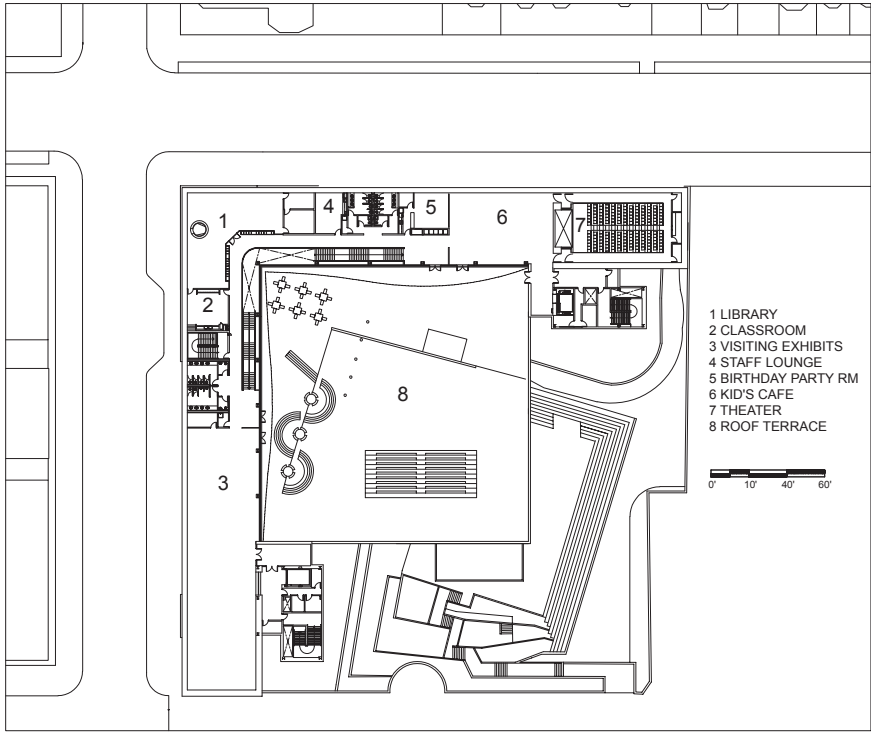 1
4
5
6
7
2
8
3
1 LIBRARY
2 CLASSROOM
3 VISITING EXHIBITS
4 STAFF LOUNGE
5 BIRTHDAY PARTY RM
6 KID'S CAFE
7 THEATER
8 ROOF TERRACE
0' 10' 40' 60'